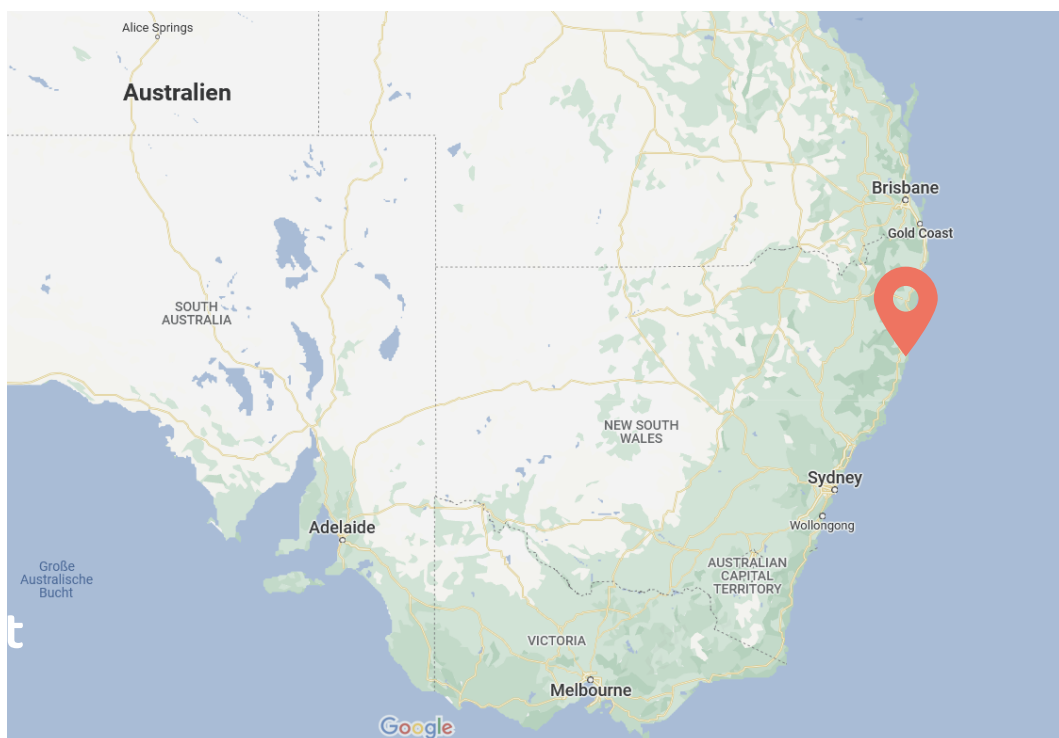 Alice Springs
Australien
Brisbane
Gold Coast
SOUTH
AUSTRALIA
NEW SOUTH
WALES
Sydney
Wollongong
Adelaide
AUSTRALIAN
CAPITAL
TERRITORY
Große
Australische
Bucht
t
VICTORIA
Melbourne
Google